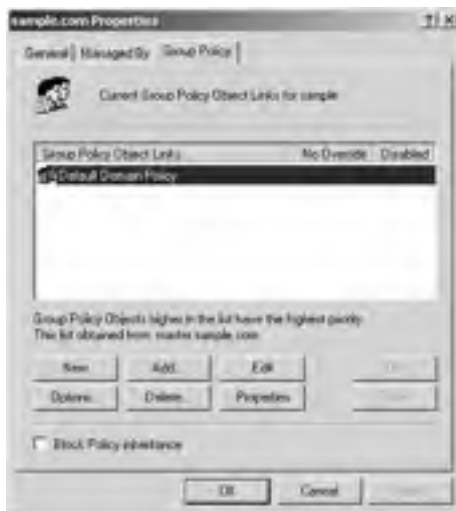 sample.com Properties
? X
General Managed By Group Policy
Current Group Policy Object Links for sample
Group Policy Object Links No Override Disabled
Default Domain Policy
Group Policy Objects higher in the list have the highest priority.
This list obtained from: master.sample.com
New Add... Edit
Options... Delete... Properties
Block Policy inheritance
OK Cancel